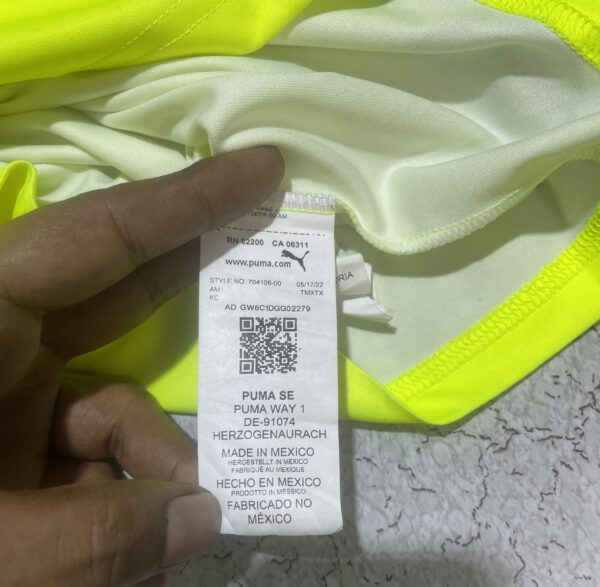 RN 62200 CA 06311
www.puma.com
STYLE NO. 704106-00 05/17/22
AM TMXTX
KC
AD GW6C1DGG02279
PUMA SE
PUMA WAY 1
DE-91074
HERZOGENAURACH
MADE IN MEXICO
HERGESTELLT IN MEXIKO
FABRIQUÉ AU MEXIQUE
HECHO EN MEXICO
PRODOTTO IN MESSICO
FABRICADO NO
MÉXICO